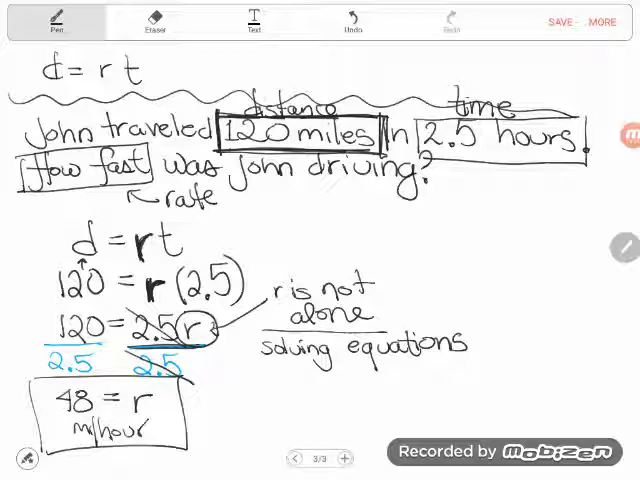 Pen
Eraser
Text
Undo
Redo
SAVE
MORE
d = r t
distance
time
John traveled 120 miles in 2.5 hours.
How fast was John driving?
rate
d = rt
120 = r (2.5)
120 = 2.5 r
2.5 2.5
r is not
alone
solving equations
48 = r
mi/hour
3/3
Recorded by mobizen